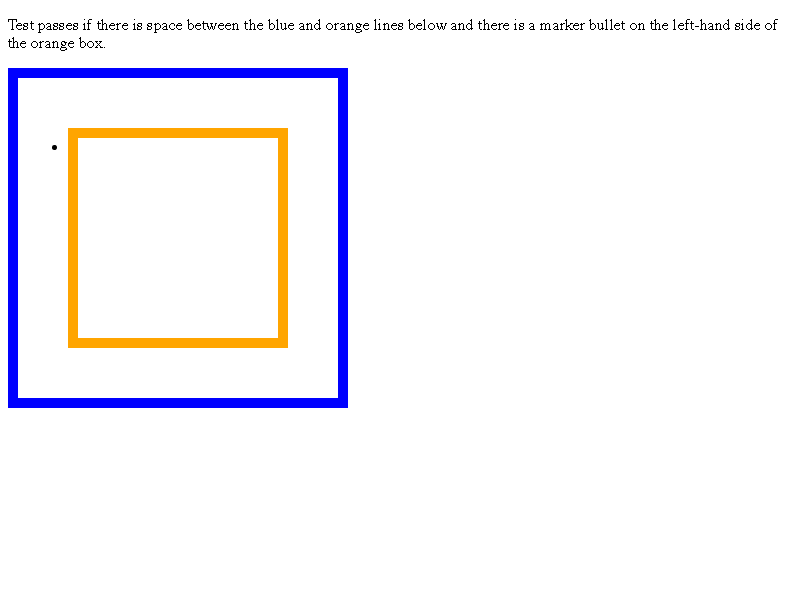 Test passes if there is space between the blue and orange lines below and there is a marker bullet on the left-hand side of
the orange box.